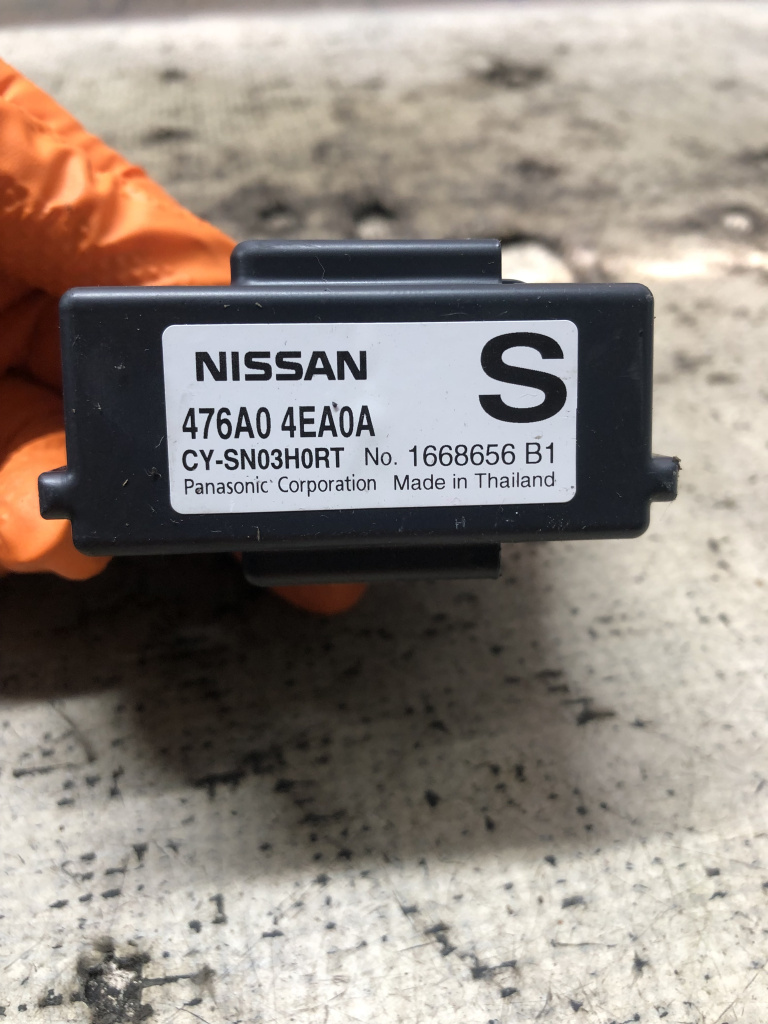 NISSAN S
476A0 4EA0A
CY-SN03H0RT No. 1668656 B1
Panasonic Corporation Made in Thailand
H